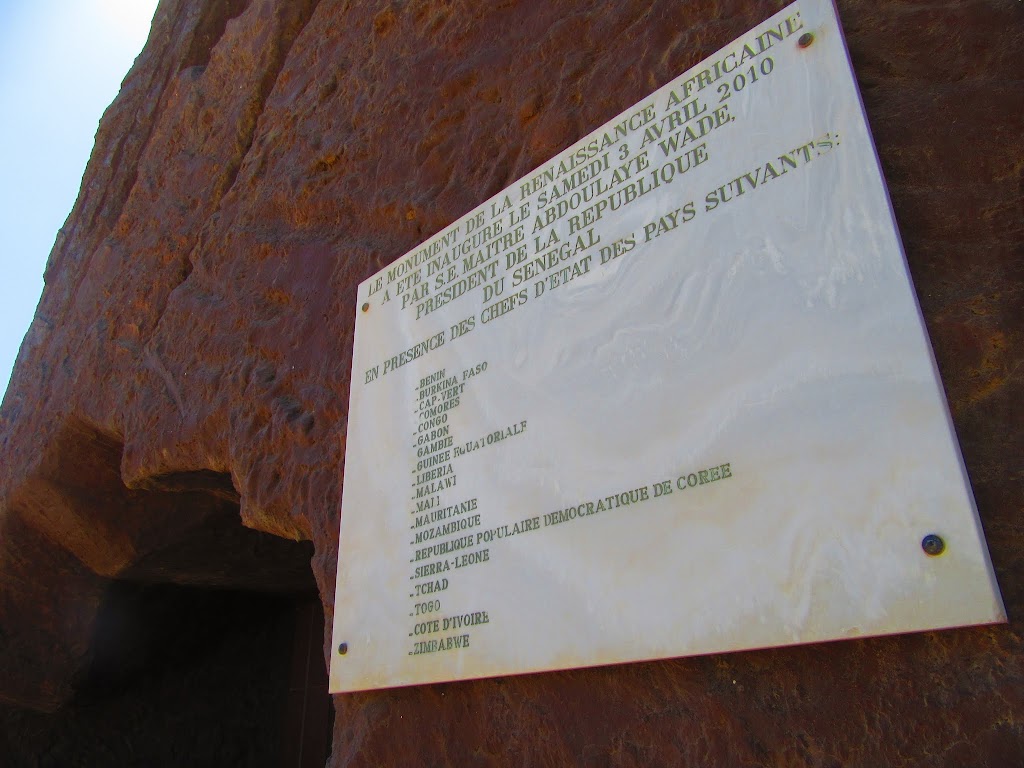 LE MONUMENT DE LA RENAISSANCE AFRICAINE
A ETE INAUGURE LE SAMEDI 3 AVRIL 2010
PAR S.E. MAITRE ABDOULAYE WADE,
PRESIDENT DE LA REPUBLIQUE
DU SENEGAL
EN PRESENCE DES CHEFS D'ETAT DES PAYS SUIVANTS:
-BENIN
-BURKINA FASO
-CAP-VERT
-COMORES
-CONGO
-GABON
GAMBIE
-GUINEE EQUATORIALE
-LIBERIA
-MALAWI
-MALI
-MAURITANIE
-MOZAMBIQUE
-REPUBLIQUE POPULAIRE DEMOCRATIQUE DE COREE
-SIERRA-LEONE
-TCHAD
-TOGO
-COTE D'IVOIRE
-ZIMBABWE